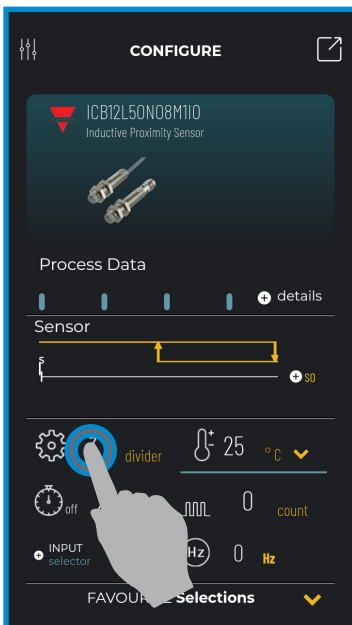 CONFIGURE
ICB12L50N08M1IO
Inductive Proximity Sensor
Process Data
details
Sensor
s
SO
divider
25 °C
off
0 count
INPUT
selector
Hz
0 Hz
Selections